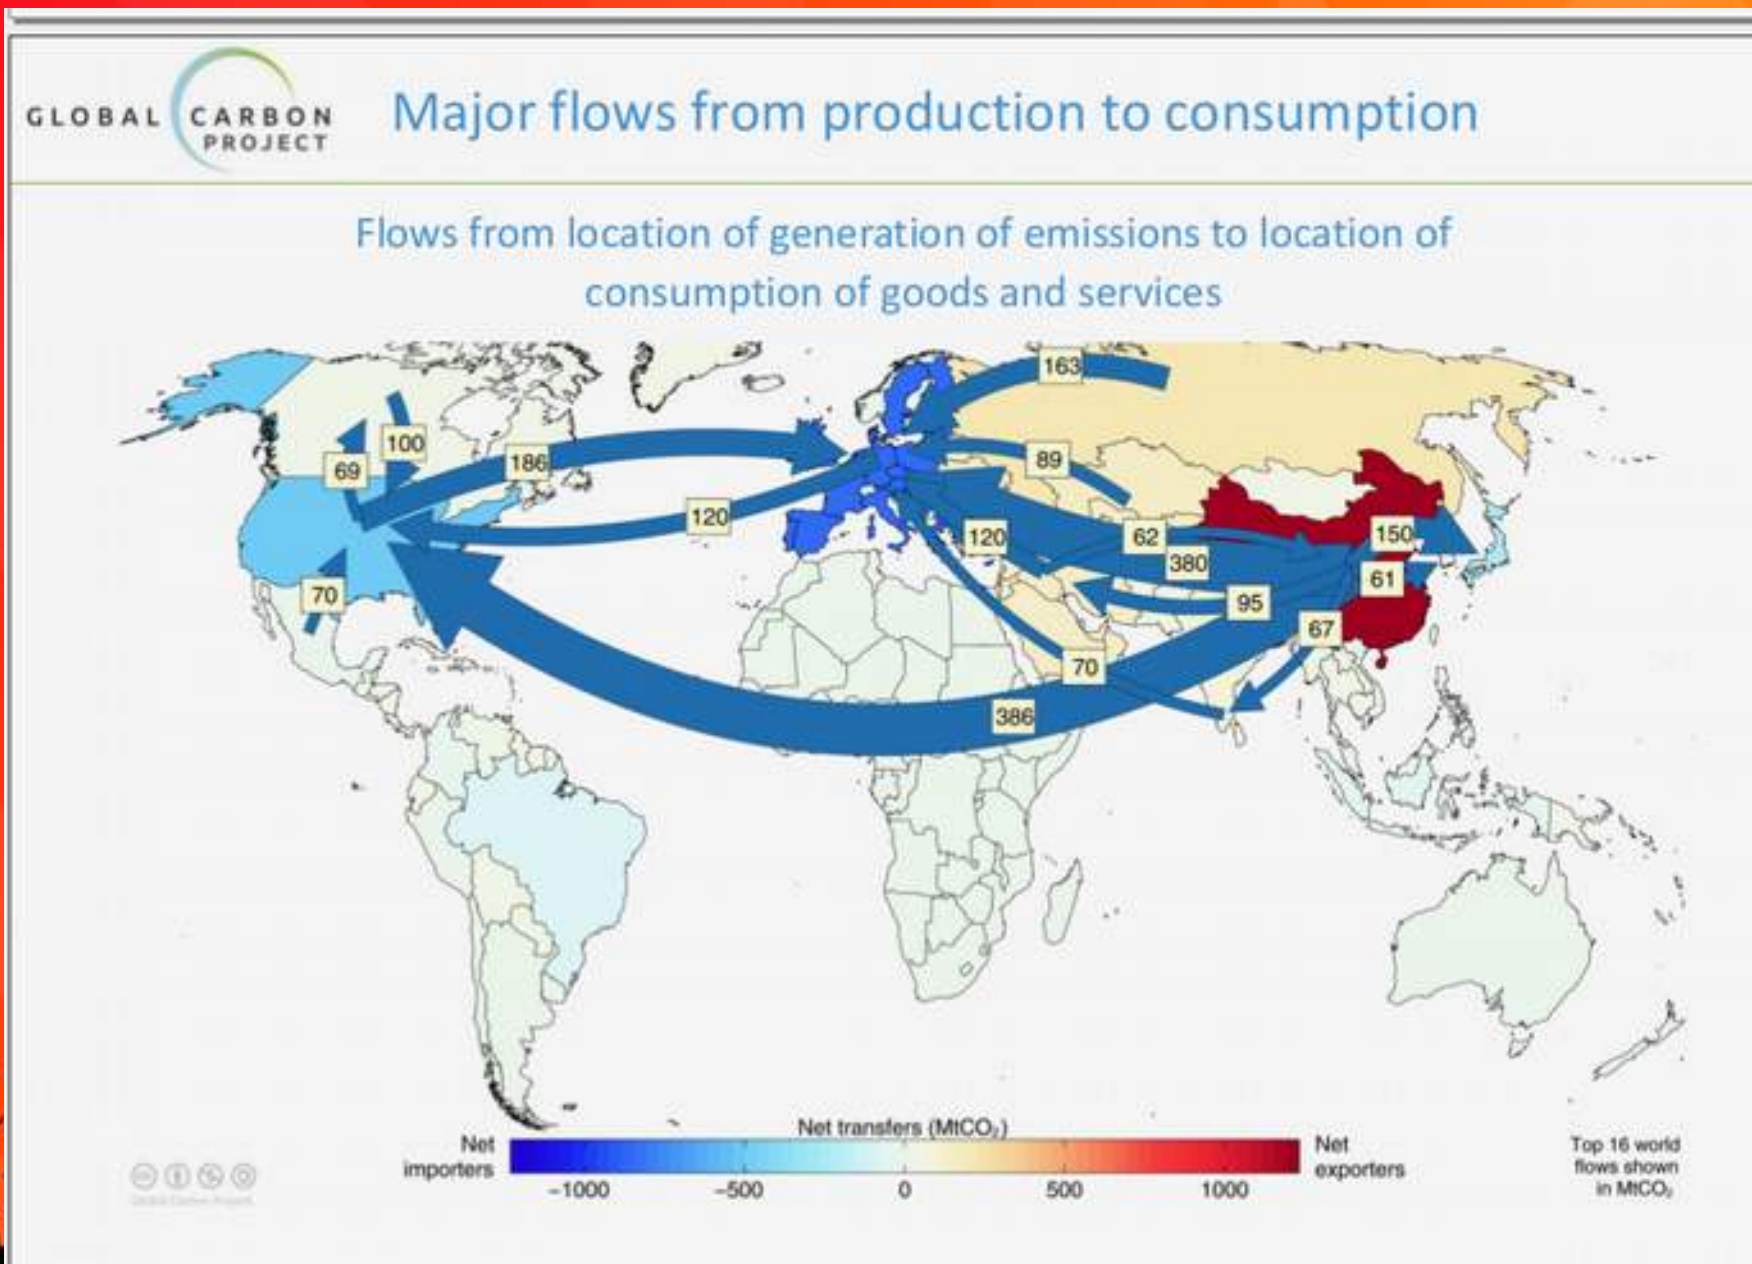 GLOBAL CARBON
PROJECT
Major flows from production to consumption
Flows from location of generation of emissions to location of
consumption of goods and services
163
100
69
186
89
120
120
62
150
380
61
70
95
67
70
386
Net transfers (MtCO₂)
Net
importers
Net
exporters
−1000
−500
0
500
1000
Top 16 world
flows shown
in MtCO₂
Global Carbon Project